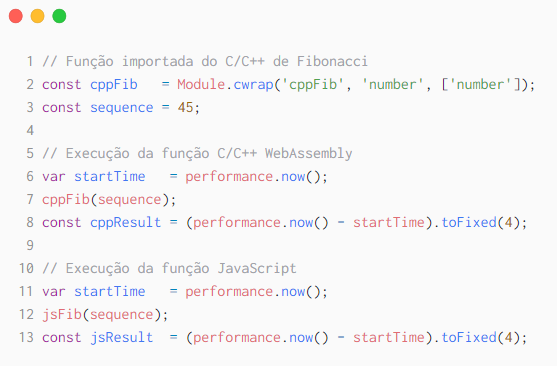 1 // Função importada do C/C++ de Fibonacci
2 const cppFib   = Module.cwrap('cppFib', 'number', ['number']);
3 const sequence = 45;
4
5 // Execução da função C/C++ WebAssembly
6 var startTime   = performance.now();
7 cppFib(sequence);
8 const cppResult = (performance.now() - startTime).toFixed(4);
9
10 // Execução da função JavaScript
11 var startTime   = performance.now();
12 jsFib(sequence);
13 const jsResult  = (performance.now() - startTime).toFixed(4);